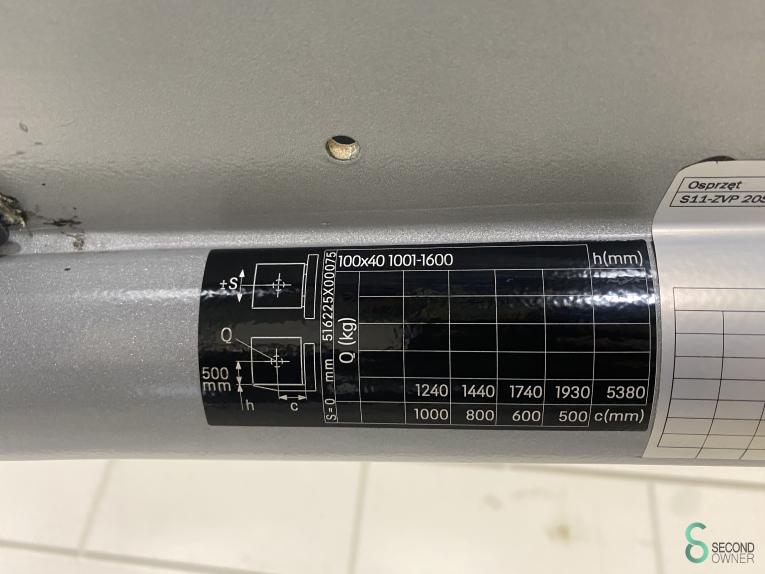 Osprzęt
S11-ZVP 20S
100x40 1001-1600 h(mm)
±S
516225X00075
Q (kg)
Q
500
mm
h
c
S=0 mm
1240 1440 1740 1930 5380
1000 800 600 500 c(mm)
SECOND
OWNER